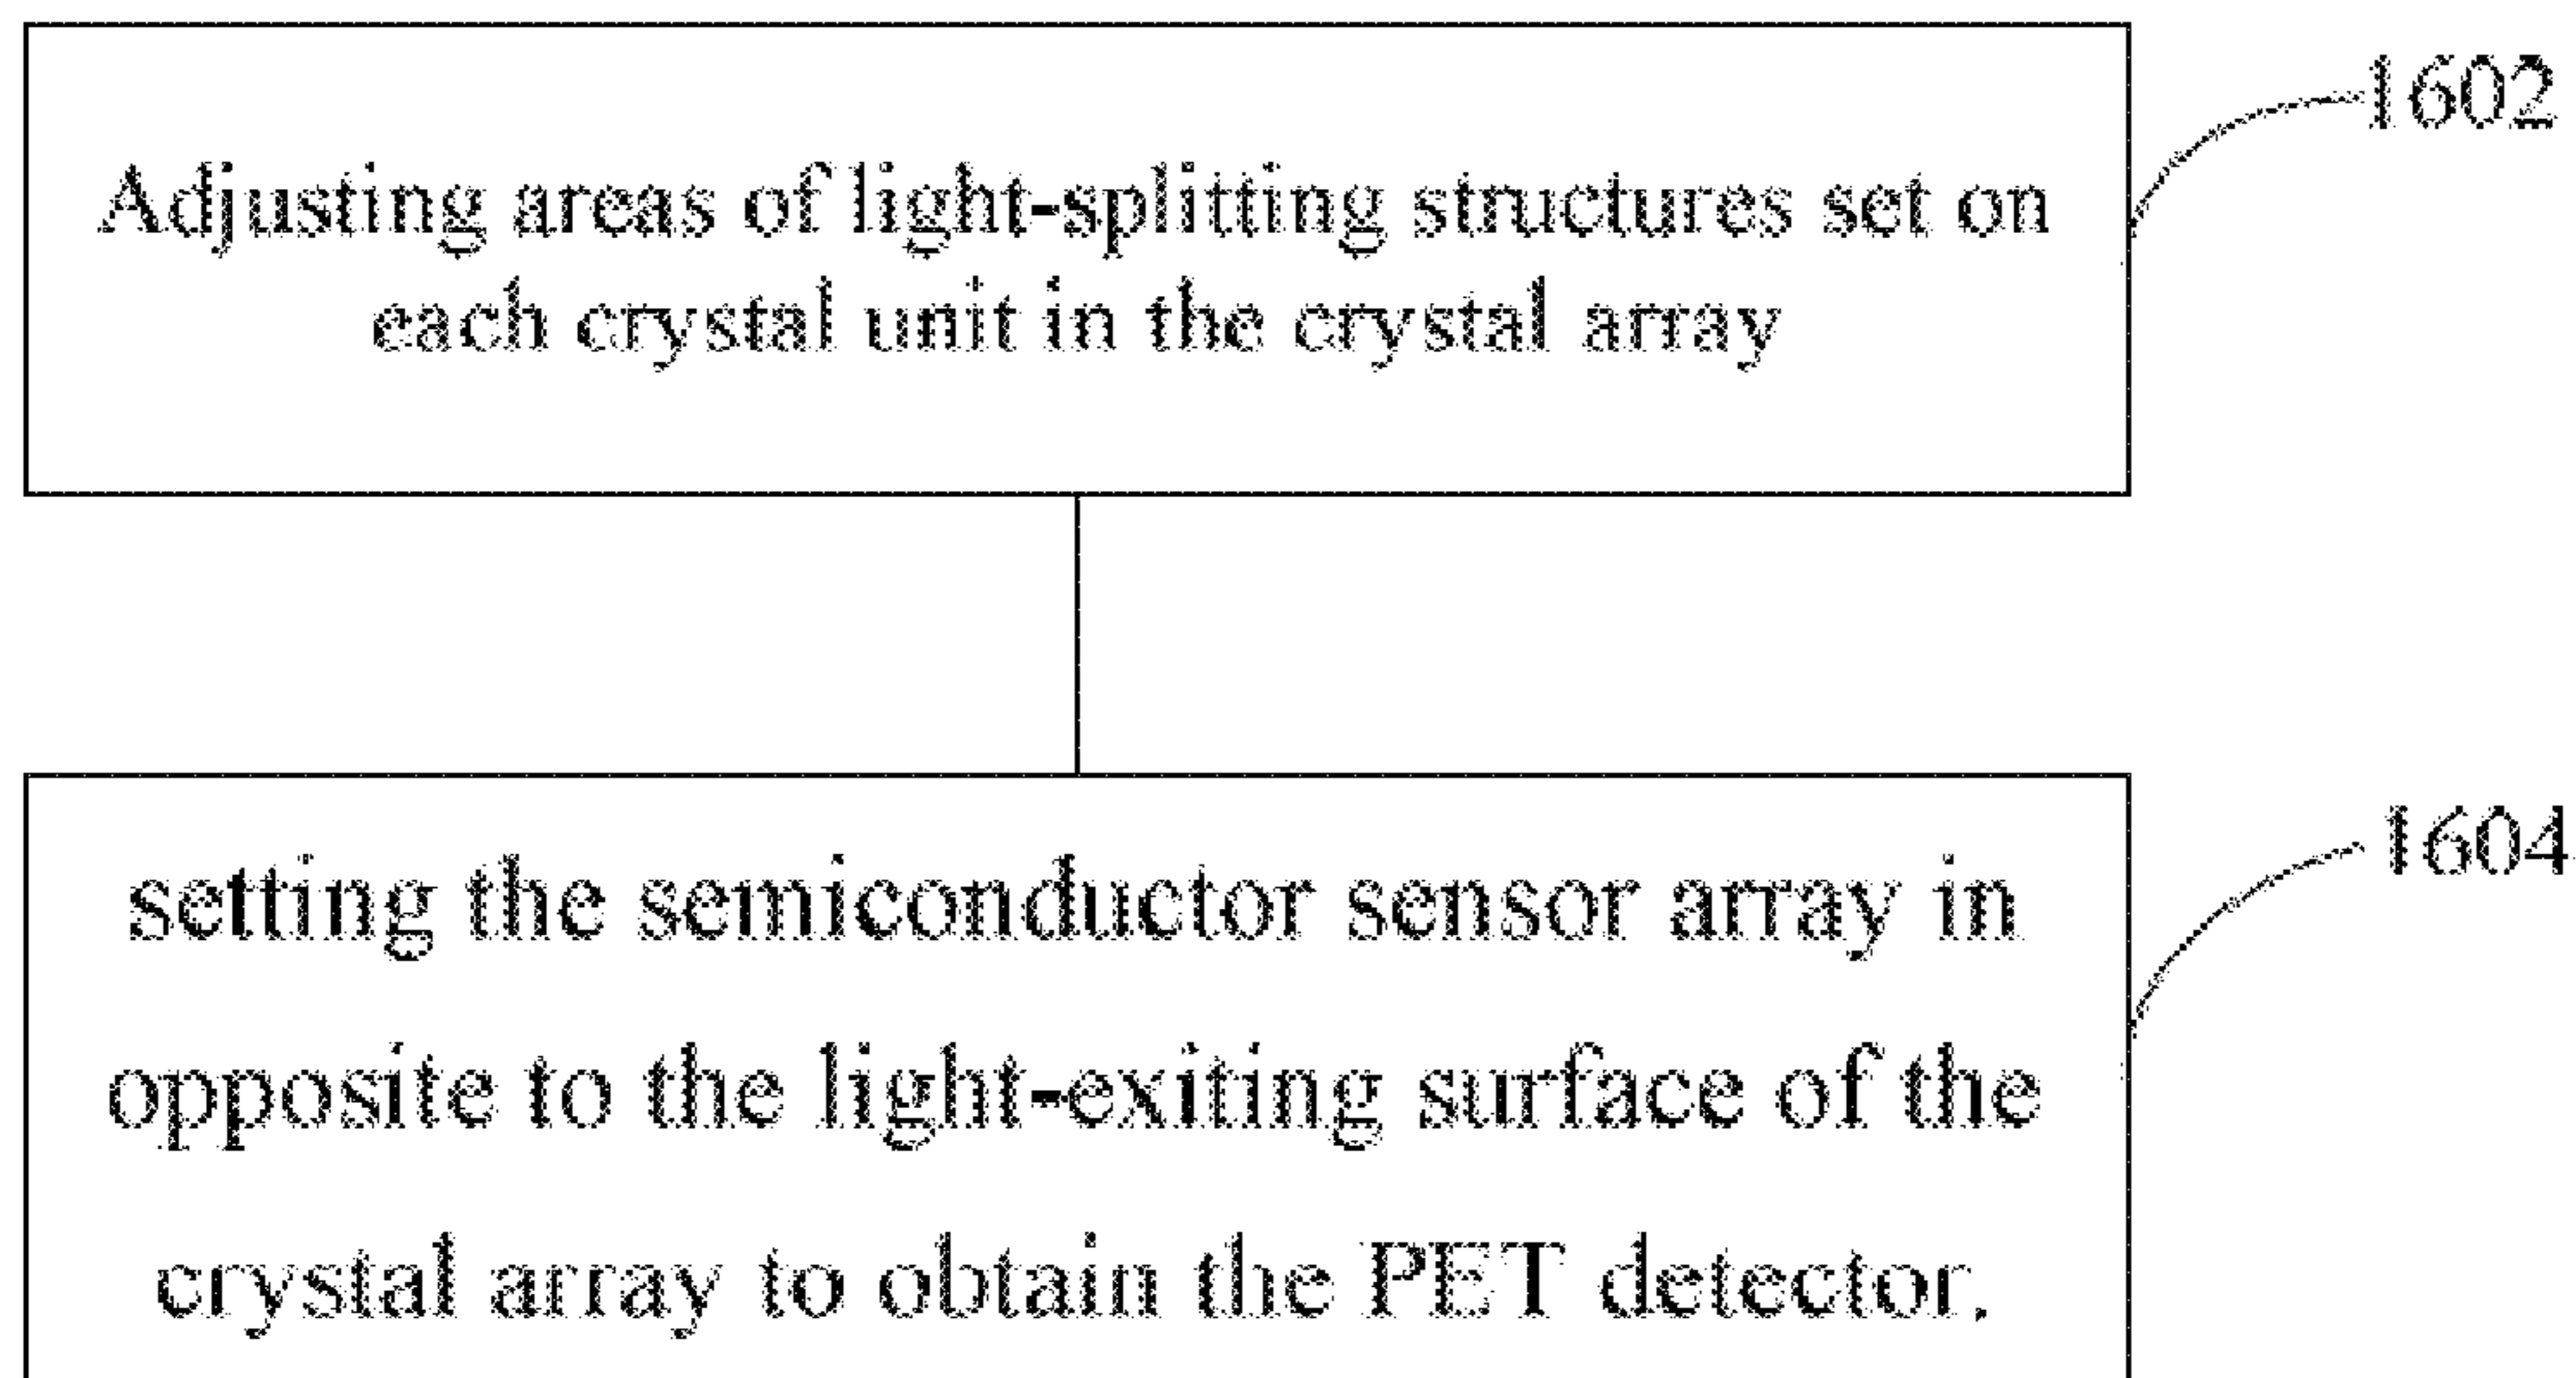 1602
Adjusting areas of light-splitting structures set on
each crystal unit in the crystal array
1604
setting the semiconductor sensor array in
opposite to the light-exiting surface of the
crystal array to obtain the PET detector.